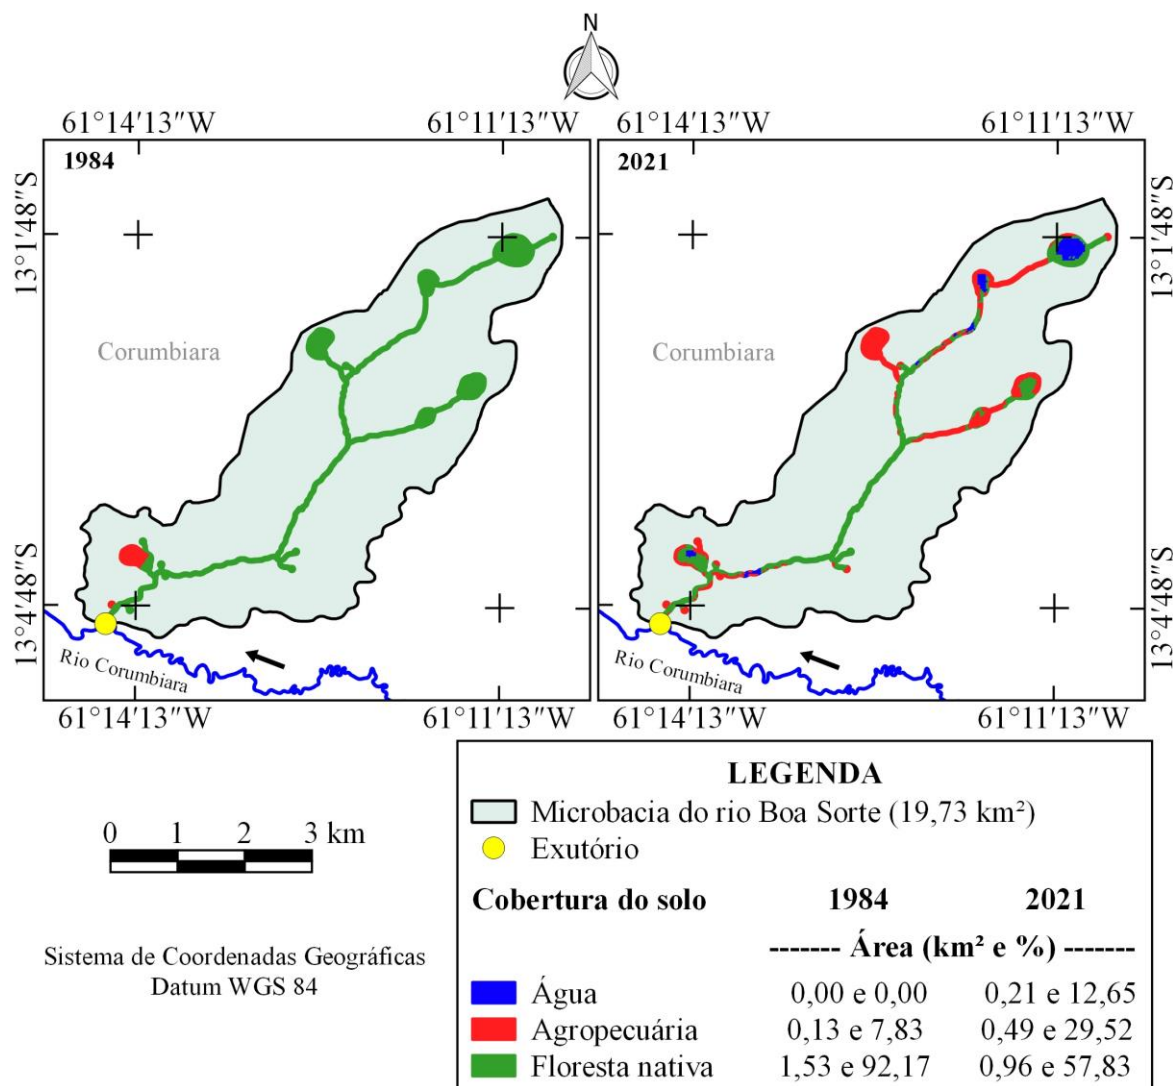 N
61°14′13″W 61°11′13″W 61°14′13″W 61°11′13″W
1984 2021
13°1′48″S 13°1′48″S
Corumbiara Corumbiara
13°4′48″S 13°4′48″S
Rio Corumbiara Rio Corumbiara
61°14′13″W 61°11′13″W 61°14′13″W 61°11′13″W
LEGENDA
Microbacia do rio Boa Sorte (19,73 km²)
Exutório
0 1 2 3 km
Cobertura do solo 1984 2021
------- Área (km² e %) -------
Sistema de Coordenadas Geográficas
Datum WGS 84
Água 0,00 e 0,00 0,21 e 12,65
Agropecuária 0,13 e 7,83 0,49 e 29,52
Floresta nativa 1,53 e 92,17 0,96 e 57,83